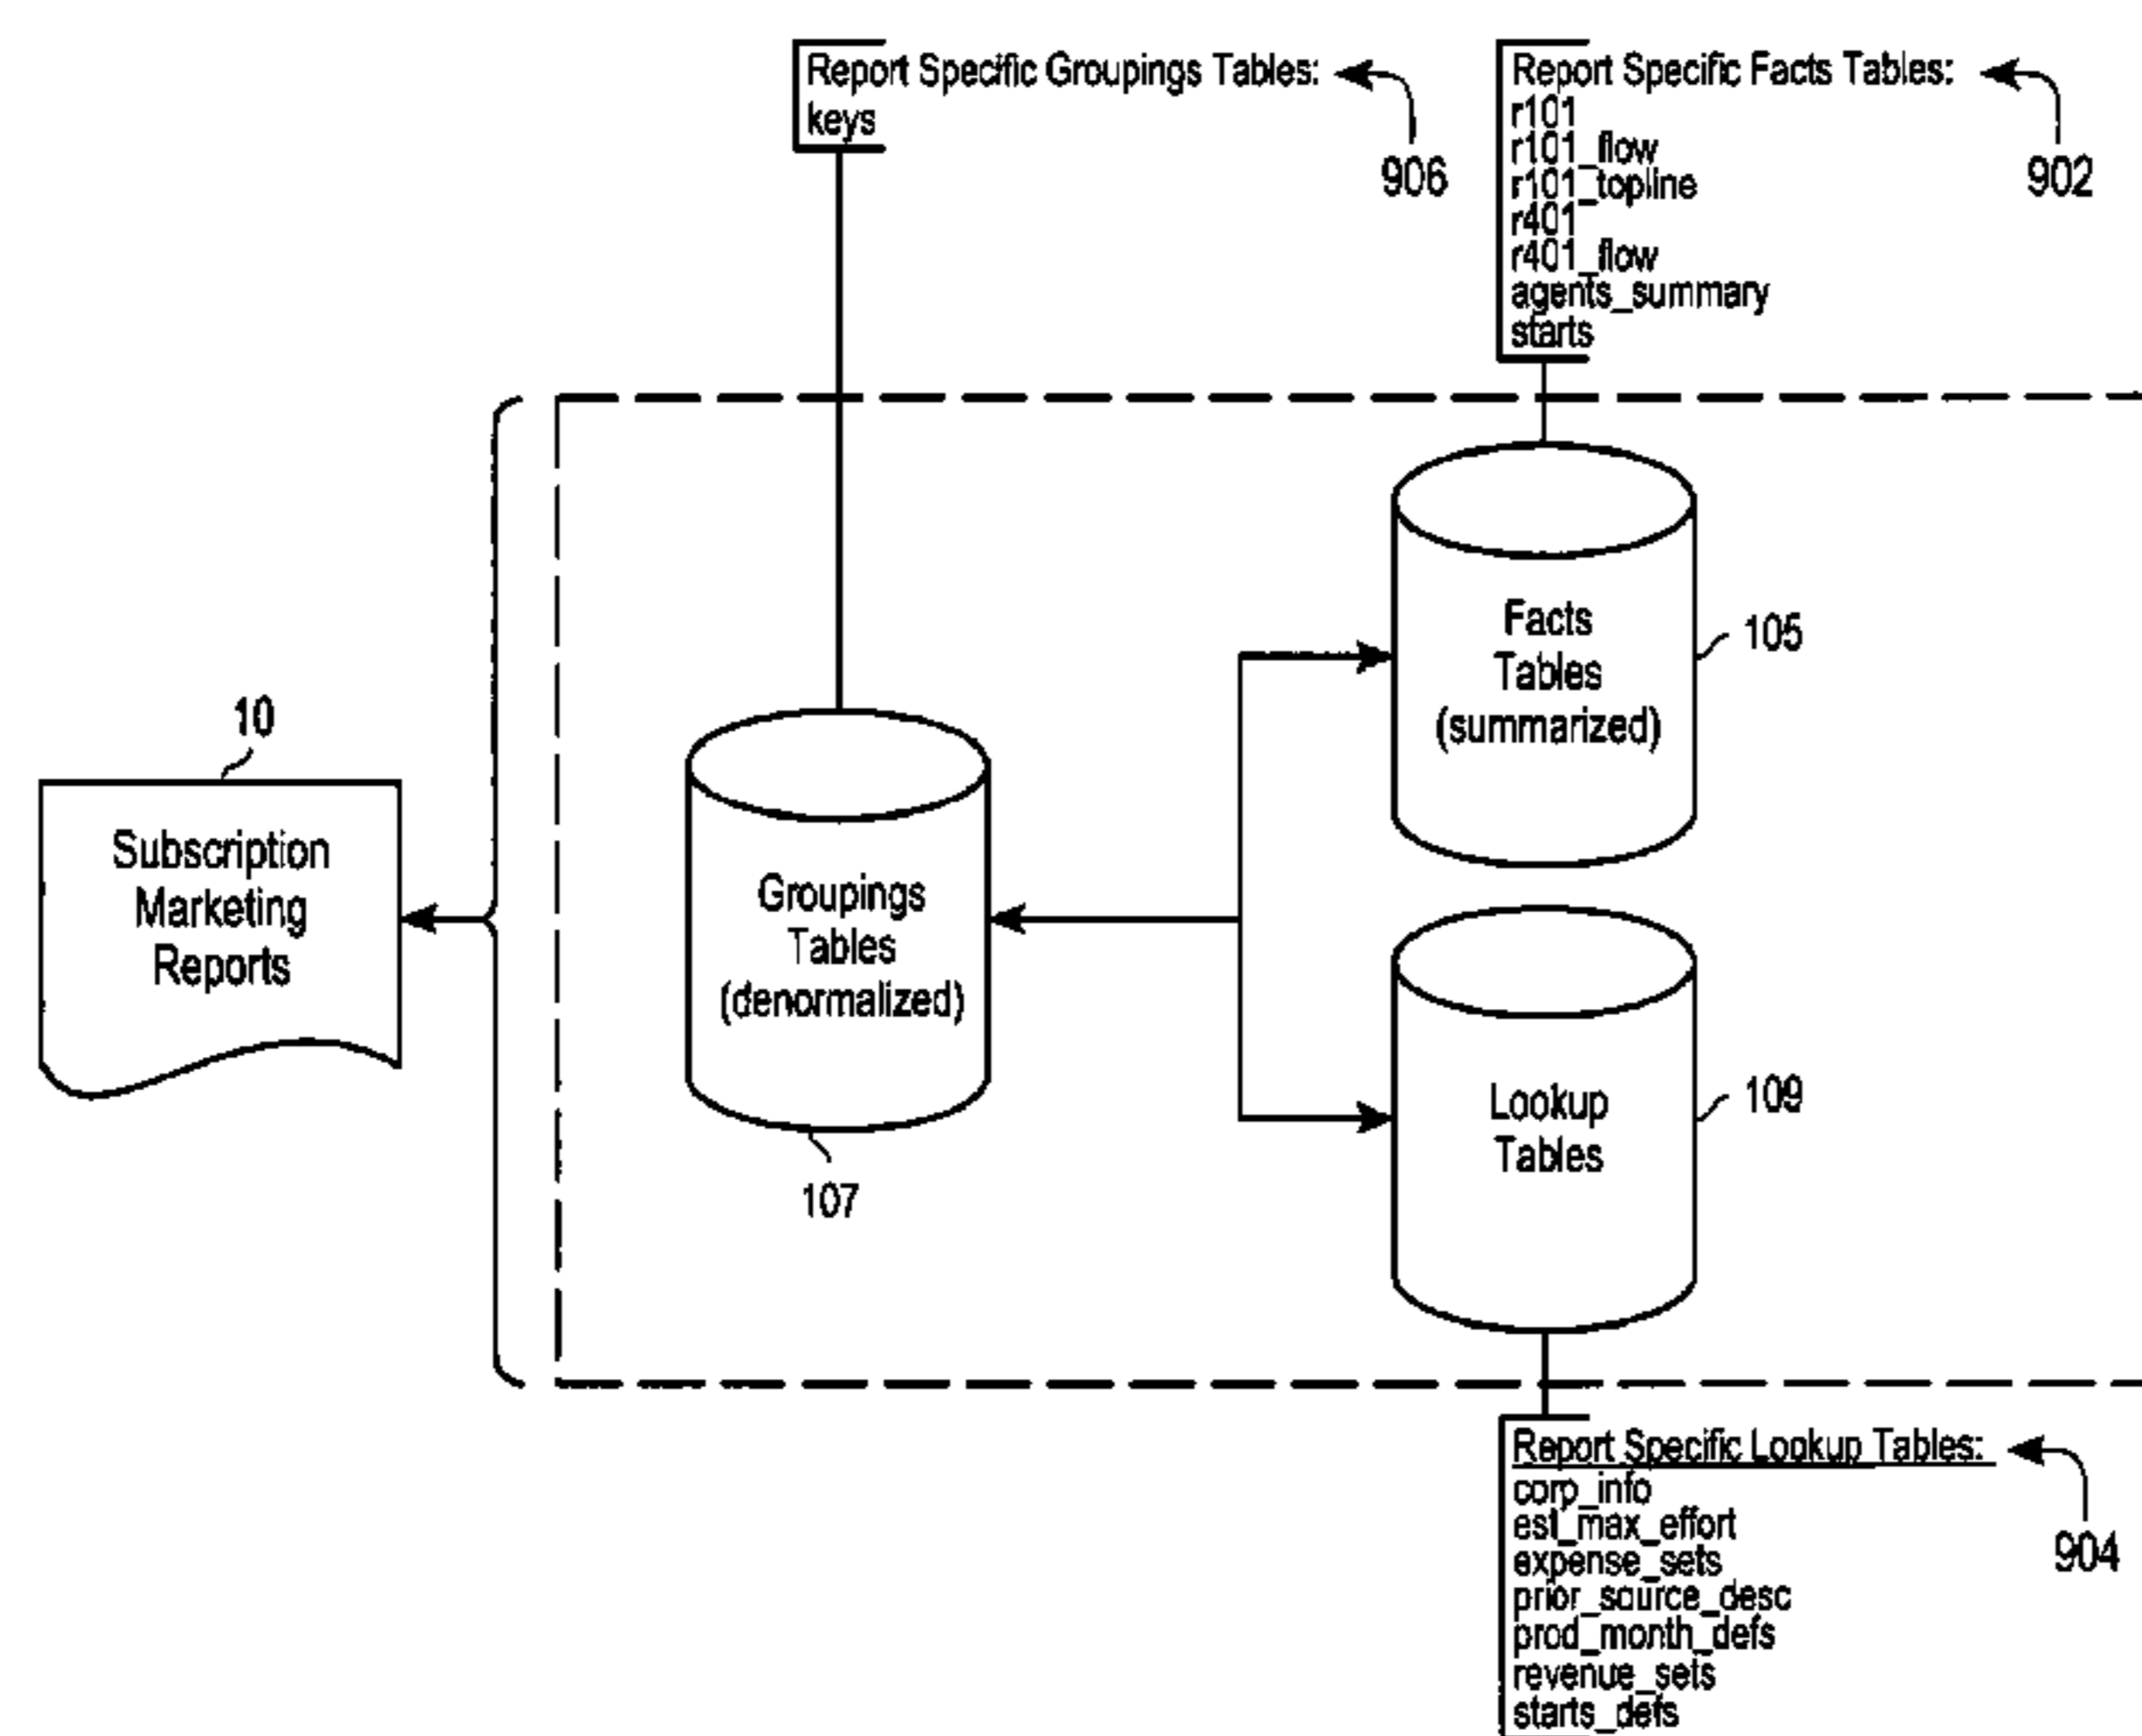 Report Specific Groupings Tables:
keys
906
Report Specific Facts Tables:
r101
r101_flow
r101_topline
r401
r401_flow
agents_summary
starts
902
10
Subscription
Marketing
Reports
Groupings
Tables
(denormalized)
107
Facts
Tables
(summarized)
105
Lookup
Tables
109
Report Specific Lookup Tables:
corp_info
est_max_effort
expense_sets
prior_source_desc
prod_month_defs
revenue_sets
starts_defs
904